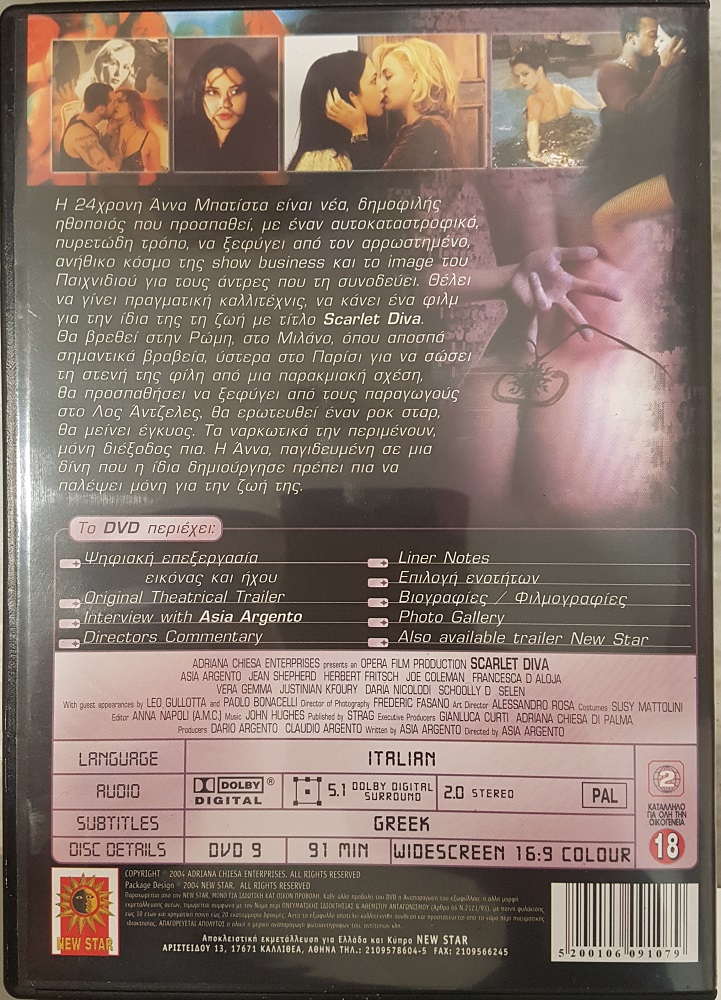 Η 24χρονη Άννα Μπατίστα είναι νέα, δημοφιλής
ηθοποιός που προσπαθεί, με έναν αυτοκαταστροφικό,
πυρετώδη τρόπο, να ξεφύγει από τον αρρωστημένο,
ανήθικο κόσμο της show business και το image του
Παιχνιδιού για τους άντρες που τη συνοδεύει. Θέλει
να γίνει πραγματική καλλιτέχνις, να κάνει ένα φιλμ
για την ίδια της τη ζωή με τίτλο Scarlet Diva.
Θα βρεθεί στην Ρώμη, στο Μιλάνο, όπου αποσπά
σημαντικά βραβεία, ύστερα στο Παρίσι για να σώσει
τη στενή της φίλη από μια παρακμιακή σχέση,
θα προσπαθήσει να ξεφύγει από τους παραγωγούς
στο Λος Άντζελες, θα ερωτευθεί έναν ροκ σταρ,
θα μείνει έγκυος. Τα ναρκωτικά την περιμένουν,
μόνη διέξοδος πια. Η Άννα, παγιδευμένη σε μια
δίνη που η ίδια δημιούργησε πρέπει πια να
παλέψει μόνη για την ζωή της.
Το DVD περιέχει:
Ψηφιακή επεξεργασία
εικόνας και ήχου
Original Theatrical Trailer
Interview with Asia Argento
Directors Commentary
Liner Notes
Επιλογή ενοτήτων
Βιογραφίες / Φιλμογραφίες
Photo Gallery
Also available trailer New Star
ADRIANA CHIESA ENTERPRISES presents an OPERA FILM PRODUCTION SCARLET DIVA
ASIA ARGENTO JEAN SHEPHERD HERBERT FRITSCH JOE COLEMAN FRANCESCA D ALOJA
VERA GEMMA JUSTINIAN KFOURY DARIA NICOLODI SCHOOLLY D SELEN
With guest appearances by LEO GULLOTTA and PAOLO BONACELLI Director of Photography FREDERIC FASANO Art Director ALESSANDRO ROSA Costumes SUSY MATTOLINI
Editor ANNA NAPOLI (A.M.C.) Music JOHN HUGHES Published by STRAG Executive Producers GIANLUCA CURTI ADRIANA CHIESA DI PALMA
Producers DARIO ARGENTO CLAUDIO ARGENTO Written by ASIA ARGENTO Directed by ASIA ARGENTO
LANGUAGE ITALIAN
AUDIO DOLBY DIGITAL ® 5.1 DOLBY DIGITAL SURROUND 2.0 STEREO PAL
SUBTITLES GREEK
DISC DETAILS DVD 9 91 MIN WIDESCREEN 16:9 COLOUR
2
ΚΑΤΑΛΛΗΛΟ
ΓΙΑ ΟΛΗ ΤΗΝ
ΟΙΚΟΓΕΝΕΙΑ
18
NEW STAR
COPYRIGHT © 2004 ADRIANA CHIESA ENTERPRISES. ALL RIGHTS RESERVED
Package Design © 2004 NEW STAR. ALL RIGHTS RESERVED
Αποκλειστική εκμετάλλευση για Ελλάδα και Κύπρο NEW STAR
ΑΡΙΣΤΕΙΔΟΥ 13, 17671 ΚΑΛΛΙΘΕΑ, ΑΘΗΝΑ ΤΗΛ.: 2109578604-5 FAX: 2109566245
5 200106 091079